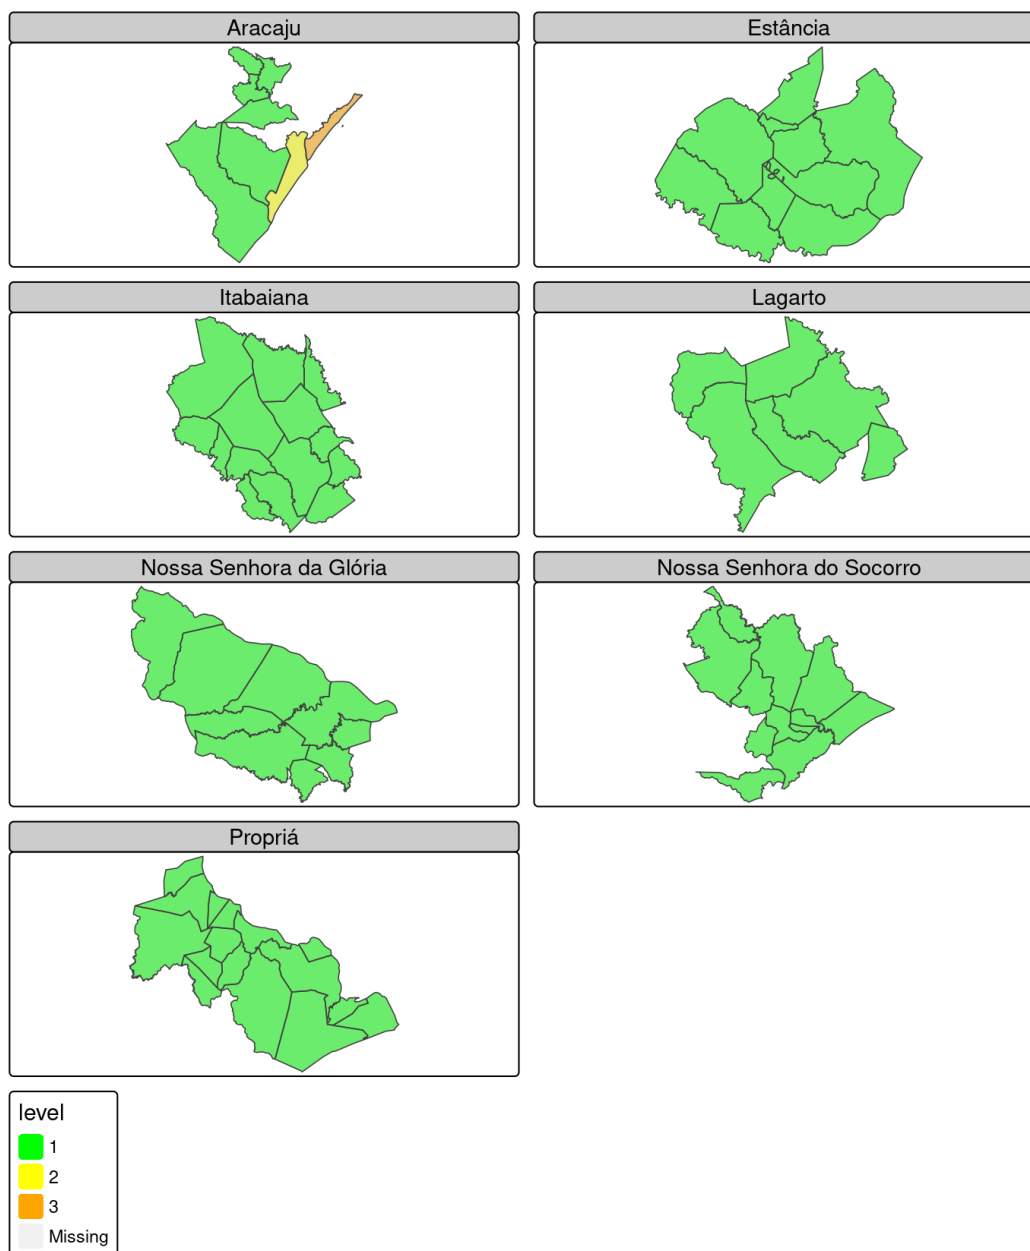 Aracaju
Estância
Itabaiana
Lagarto
Nossa Senhora da Glória
Nossa Senhora do Socorro
Propriá
level
1
2
3
Missing